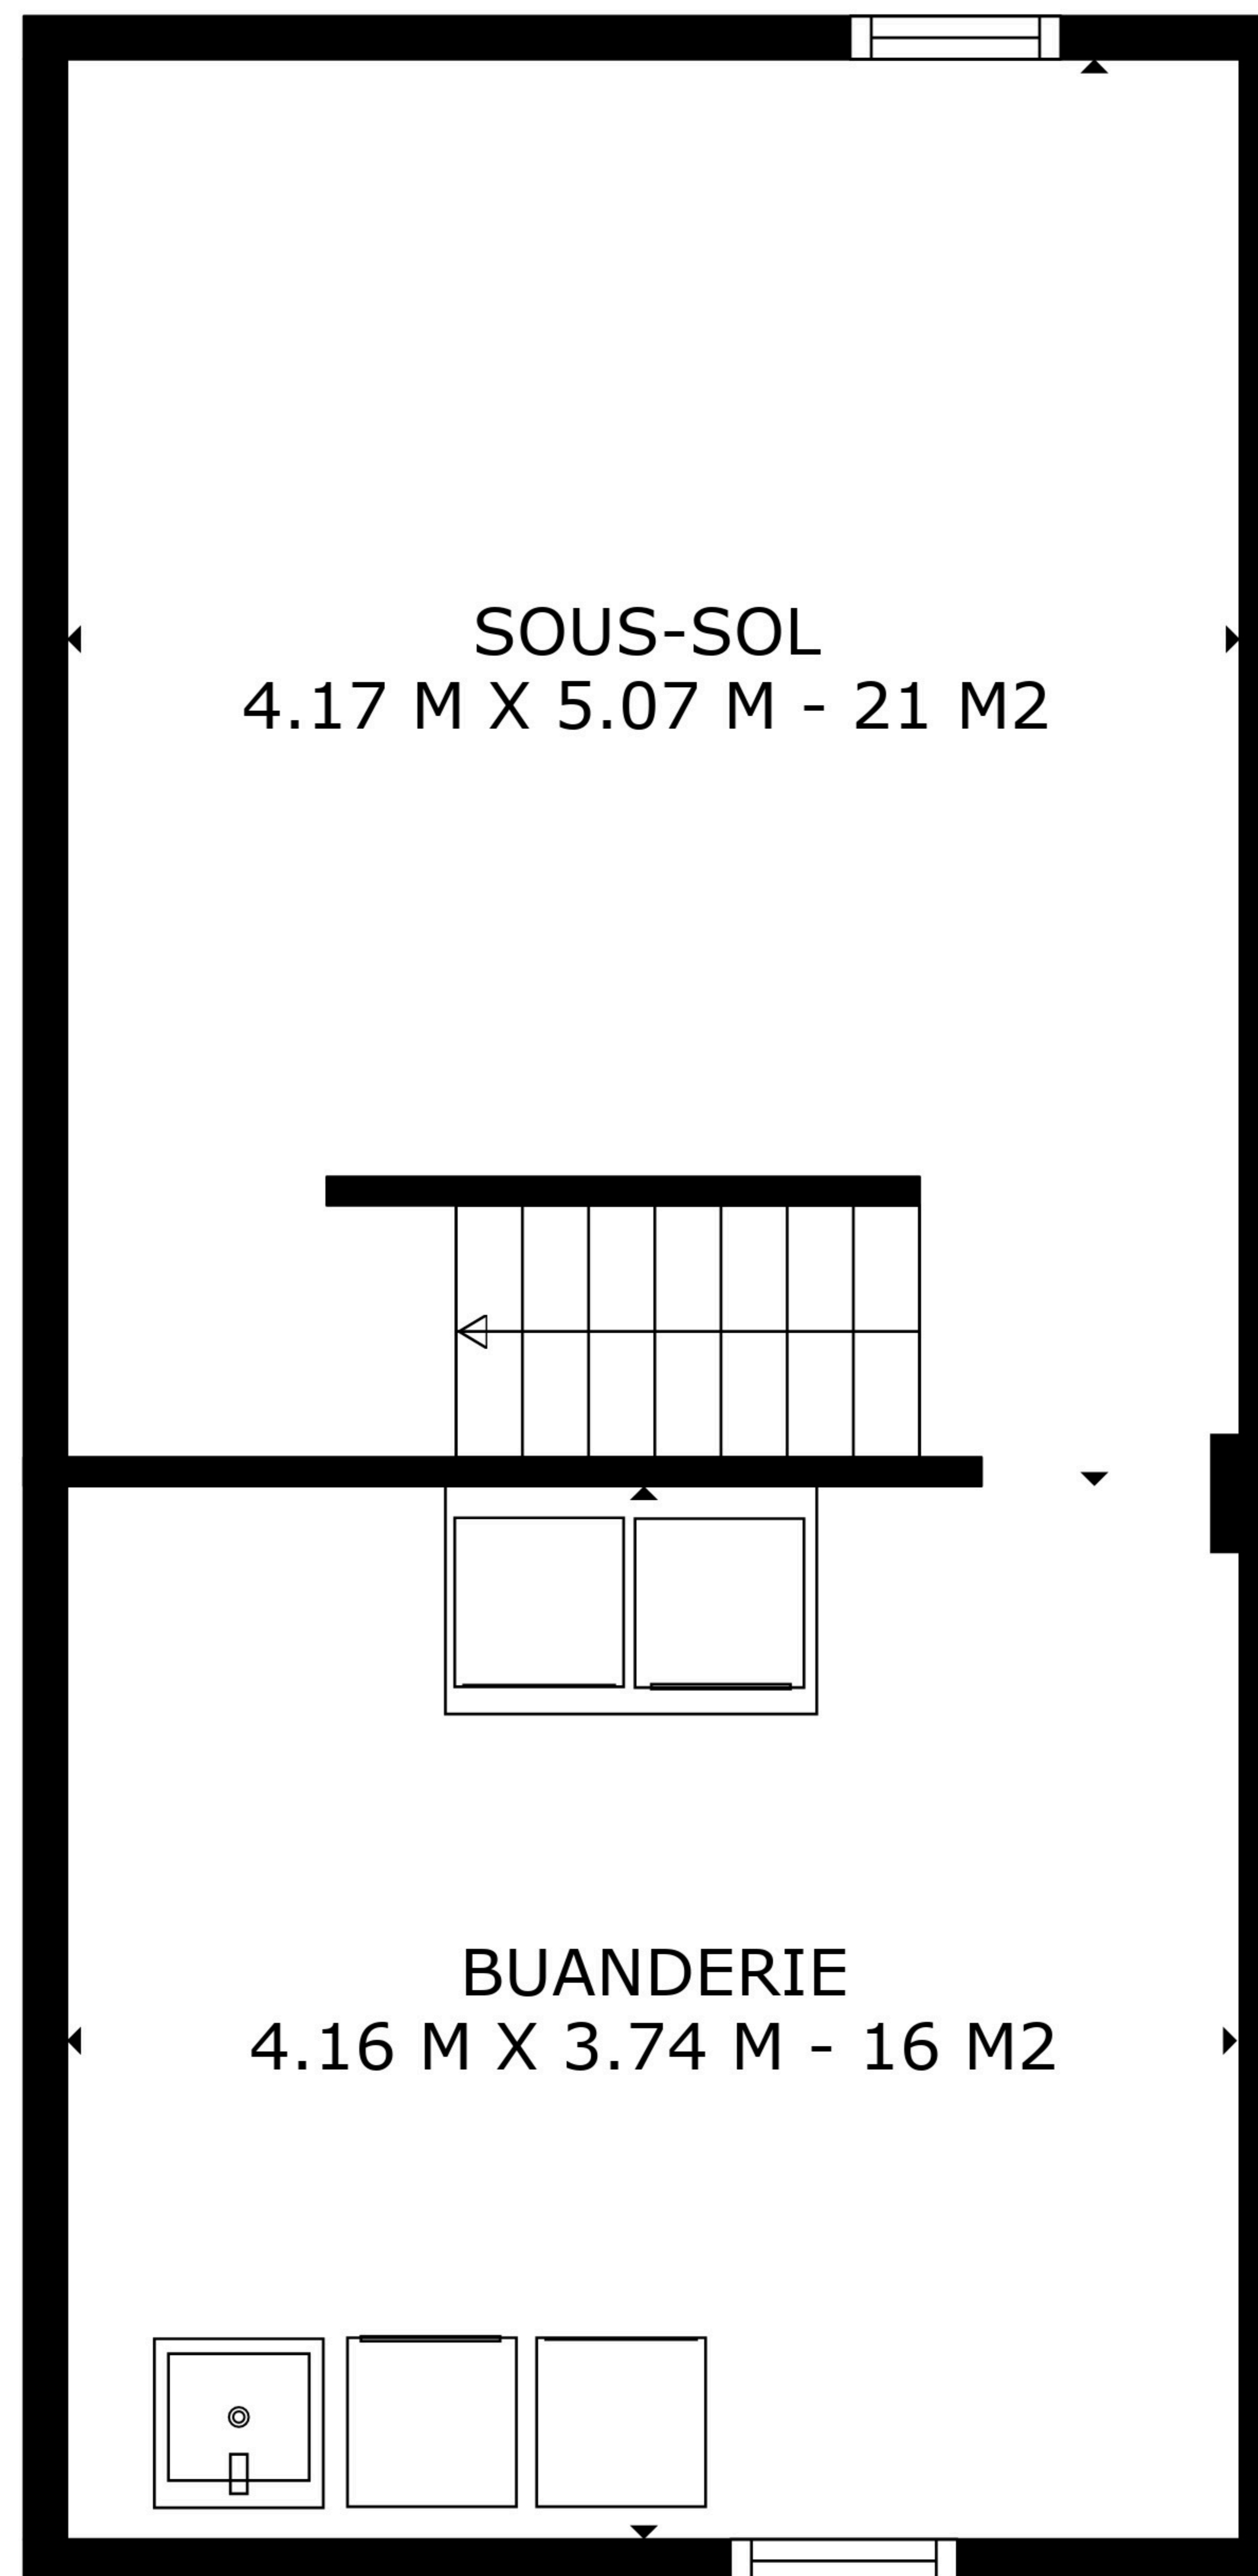 SOUS-SOL
4.17 M X 5.07 M - 21 M2
BUANDERIE
4.16 M X 3.74 M - 16 M2